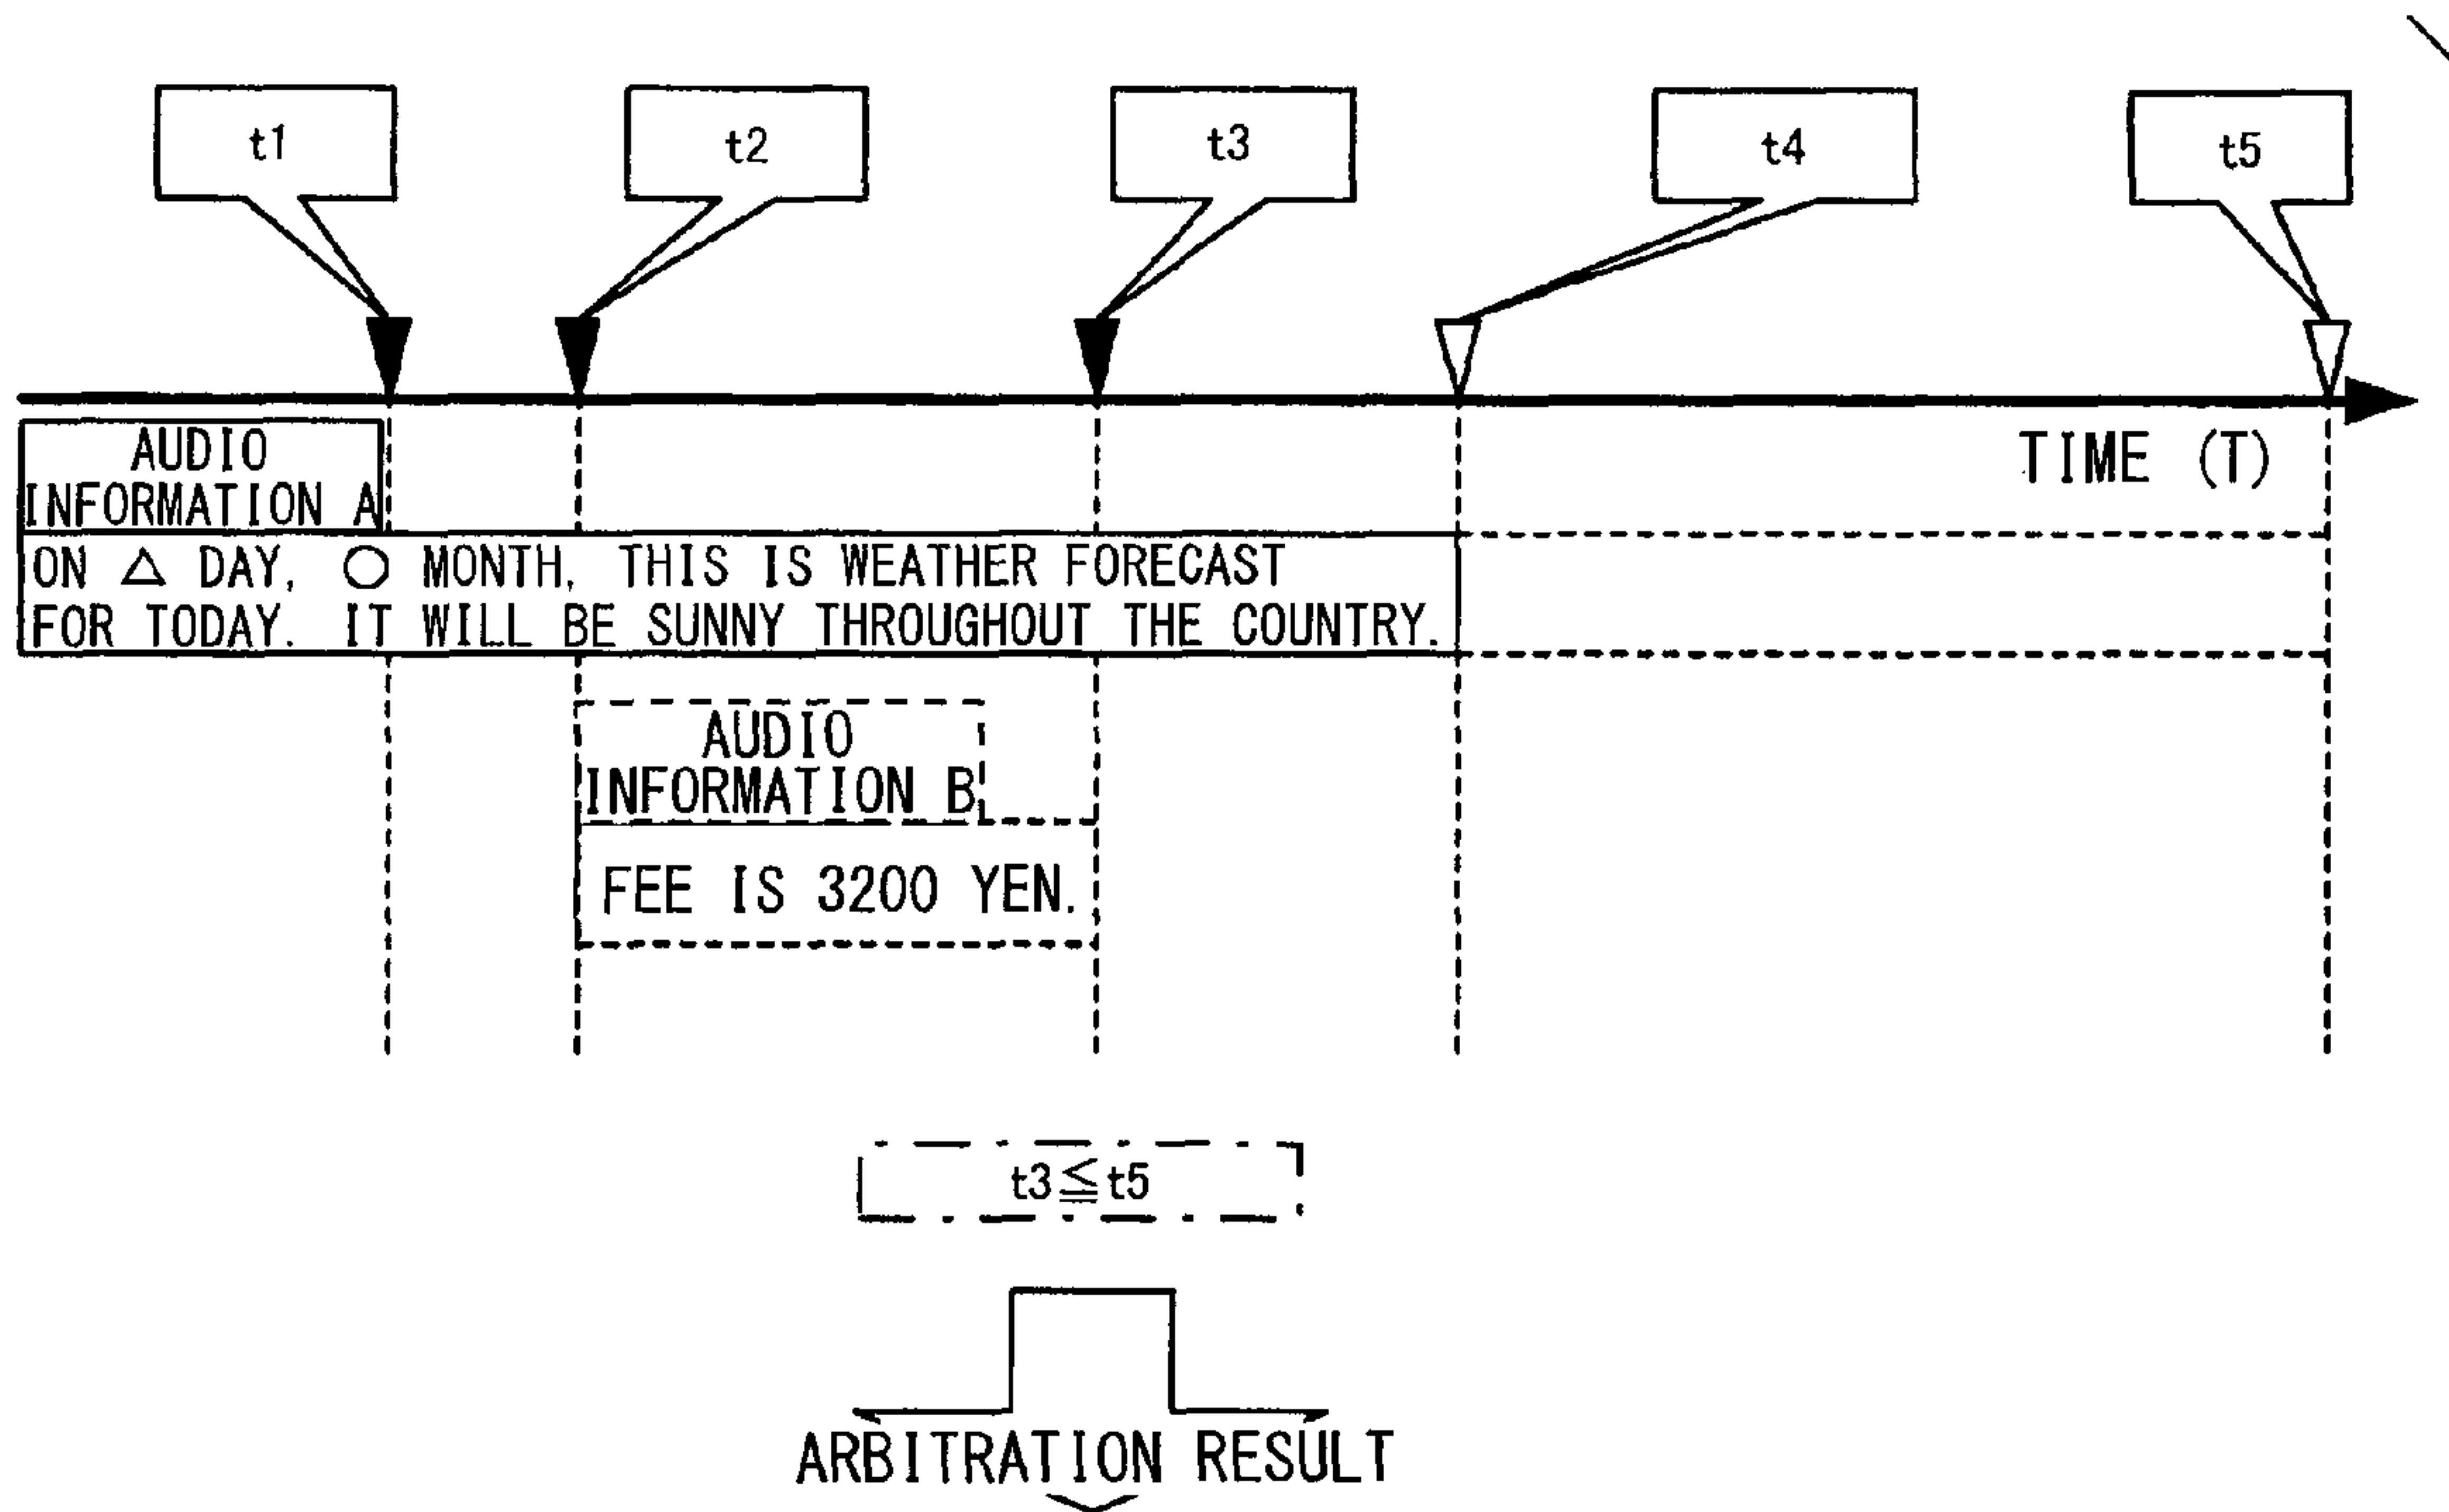 t1
t2
t3
t4
t5
TIME (T)
AUDIO
INFORMATION A
ON △ DAY, ○ MONTH, THIS IS WEATHER FORECAST
FOR TODAY. IT WILL BE SUNNY THROUGHOUT THE COUNTRY.
AUDIO
INFORMATION B
FEE IS 3200 YEN.
t3≦t5
ARBITRATION RESULT